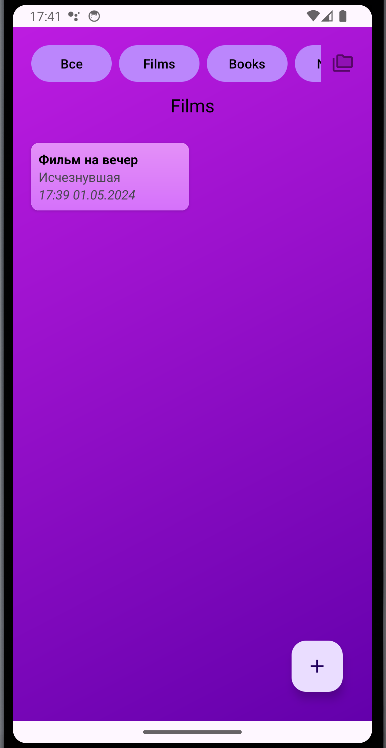 17:41
Все Films Books
Films
Фильм на вечер
Исчезнувшая
17:39 01.05.2024
+